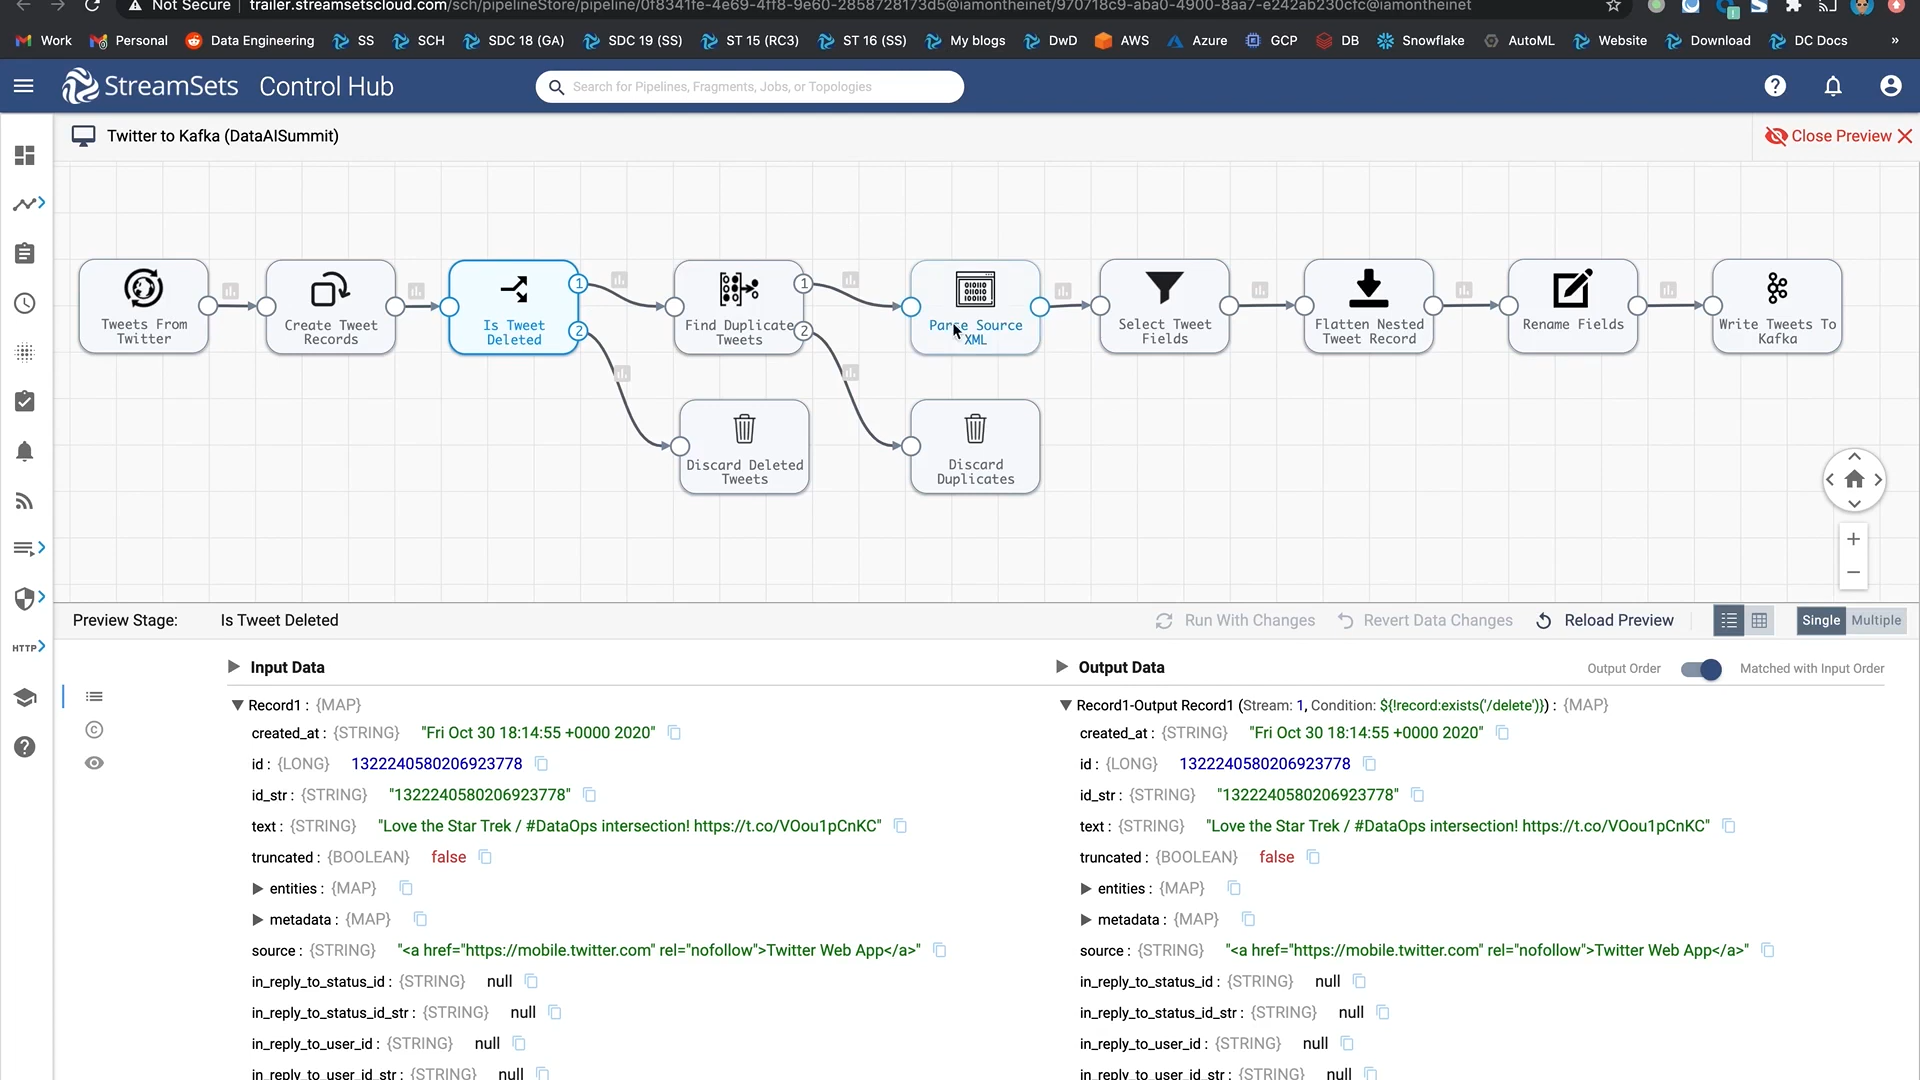 Not Secure | trailer.streamsetscloud.com/sch/pipelineStore/pipeline/0f8341fe-4e69-4ff8-9e60-2858728173d5@iamontheinet/970718c9-aba0-4900-8aa7-e242ab230cfc@iamontheinet
Work Personal Data Engineering SS SCH SDC 18 (GA) SDC 19 (SS) ST 15 (RC3) ST 16 (SS) My blogs DwD AWS Azure GCP DB Snowflake AutoML Website Download DC Docs »
StreamSets Control Hub Search for Pipelines, Fragments, Jobs, or Topologies
Twitter to Kafka (DataAISummit) Close Preview
Tweets From Twitter
Create Tweet Records
Is Tweet Deleted
1
2
Find Duplicate Tweets
1
2
Parse Source XML
Select Tweet Fields
Flatten Nested Tweet Record
Rename Fields
Write Tweets To Kafka
Discard Deleted Tweets
Discard Duplicates
HTTP
Preview Stage: Is Tweet Deleted Run With Changes Revert Data Changes Reload Preview Single Multiple
Input Data
Record1 : {MAP}
created_at : {STRING} "Fri Oct 30 18:14:55 +0000 2020"
id : {LONG} 1322240580206923778
id_str : {STRING} "1322240580206923778"
text : {STRING} "Love the Star Trek / #DataOps intersection! https://t.co/VOou1pCnKC"
truncated : {BOOLEAN} false
entities : {MAP}
metadata : {MAP}
source : {STRING} "<a href="https://mobile.twitter.com" rel="nofollow">Twitter Web App</a>"
in_reply_to_status_id : {STRING} null
in_reply_to_status_id_str : {STRING} null
in_reply_to_user_id : {STRING} null
in_reply_to_user_id_str : {STRING} null
Output Data Output Order Matched with Input Order
Record1-Output Record1 (Stream: 1, Condition: ${!record:exists('/delete')}) : {MAP}
created_at : {STRING} "Fri Oct 30 18:14:55 +0000 2020"
id : {LONG} 1322240580206923778
id_str : {STRING} "1322240580206923778"
text : {STRING} "Love the Star Trek / #DataOps intersection! https://t.co/VOou1pCnKC"
truncated : {BOOLEAN} false
entities : {MAP}
metadata : {MAP}
source : {STRING} "<a href="https://mobile.twitter.com" rel="nofollow">Twitter Web App</a>"
in_reply_to_status_id : {STRING} null
in_reply_to_status_id_str : {STRING} null
in_reply_to_user_id : {STRING} null
in_reply_to_user_id_str : {STRING} null